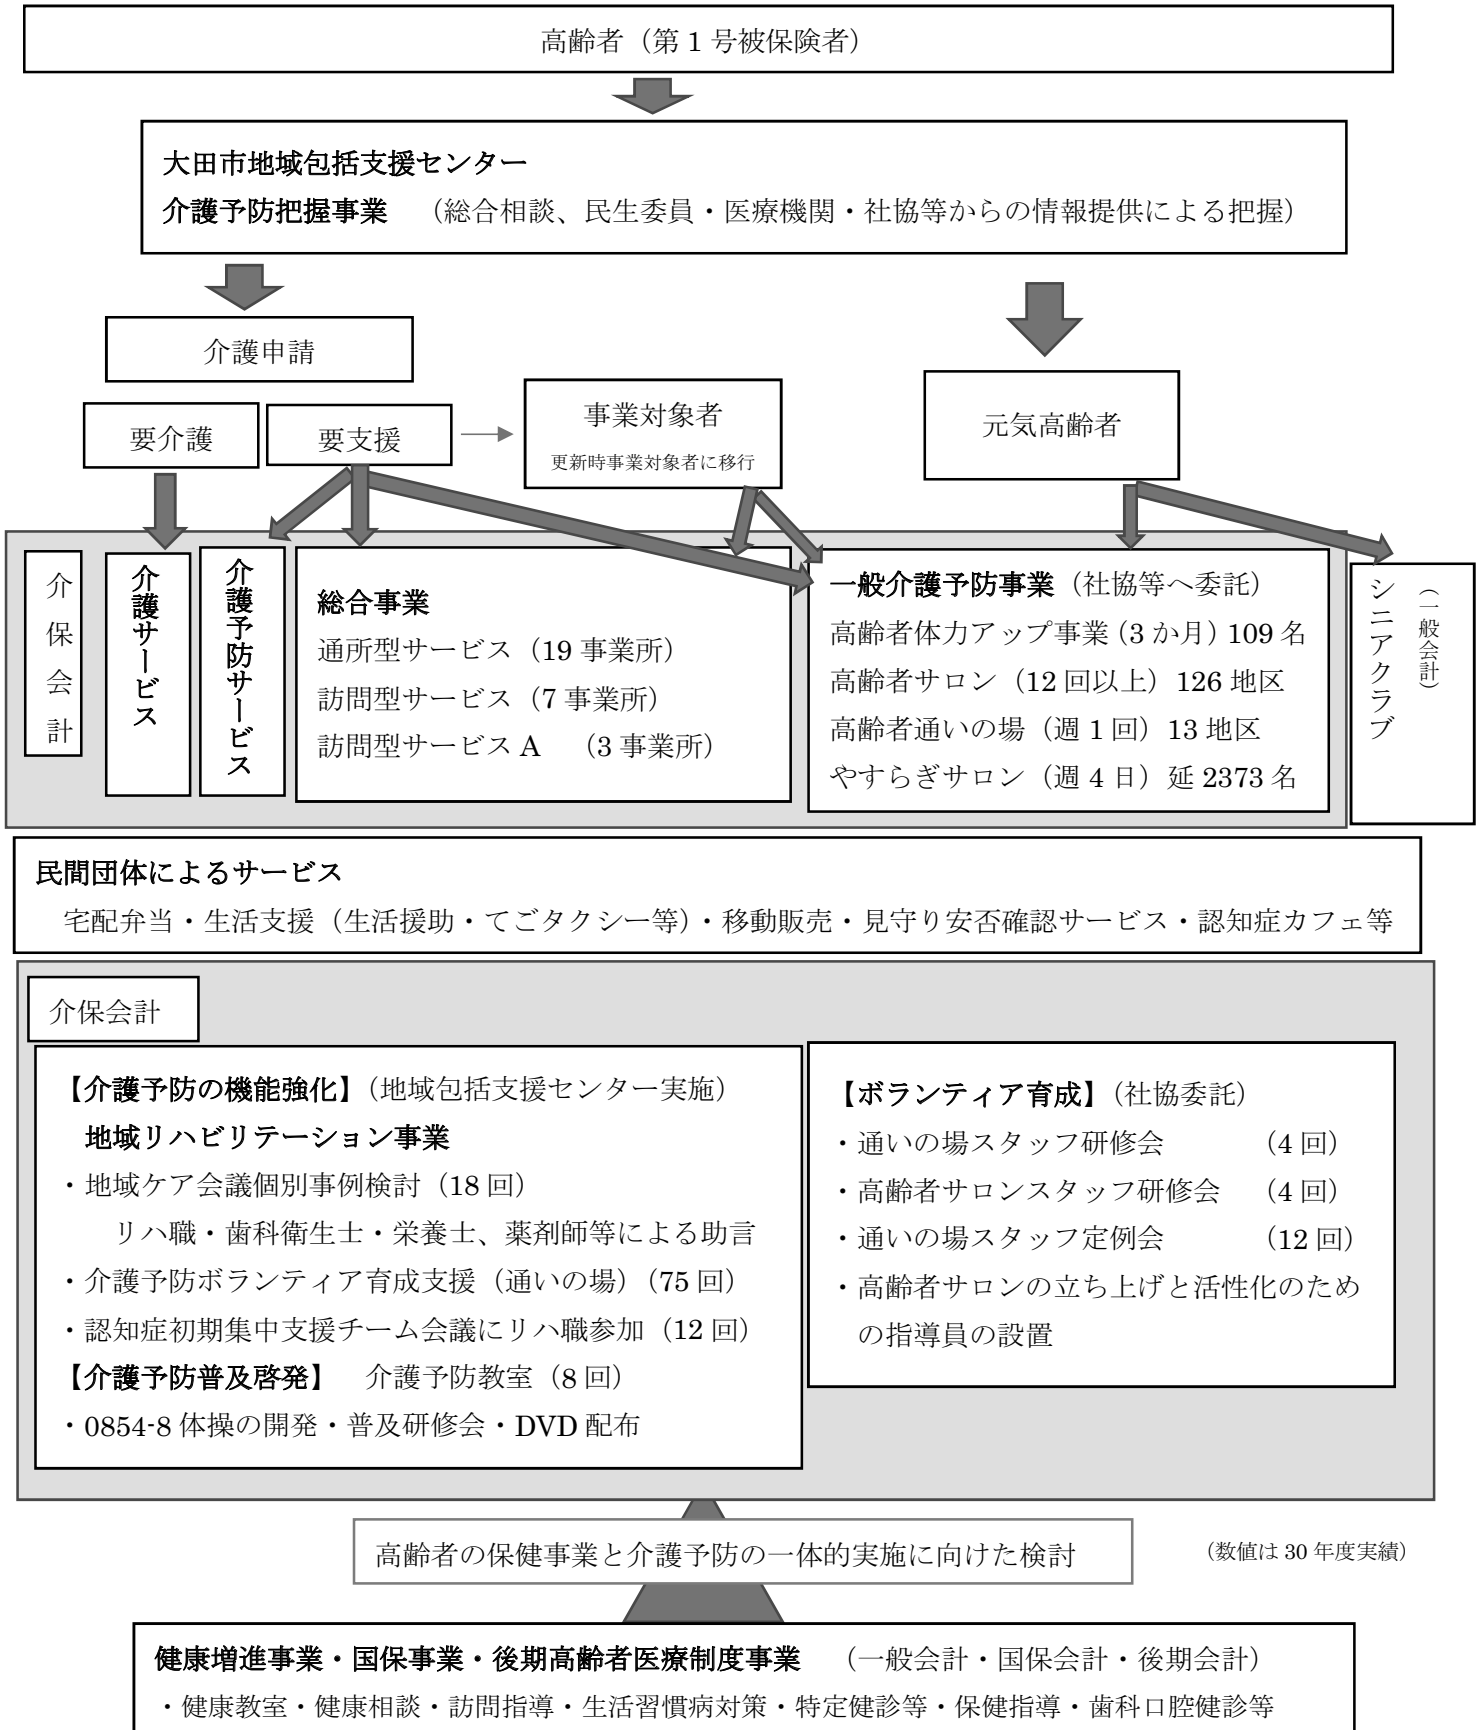 高齢者（第 1 号被保険者）
大田市地域包括支援センター
介護予防把握事業　（総合相談、民生委員・医療機関・社協等からの情報提供による把握）
介護申請
要介護
要支援
事業対象者
更新時事業対象者に移行
元気高齢者
介保会計
介護サービス
介護予防サービス
総合事業
通所型サービス（19 事業所）
訪問型サービス（7 事業所）
訪問型サービス A　（3 事業所）
一般介護予防事業（社協等へ委託）
高齢者体力アップ事業（3 か月）109 名
高齢者サロン（12 回以上）126 地区
高齢者通いの場（週 1 回）13 地区
やすらぎサロン（週 4 日）延 2373 名
（一般会計）
シニアクラブ
民間団体によるサービス
宅配弁当・生活支援（生活援助・てごタクシー等）・移動販売・見守り安否確認サービス・認知症カフェ等
介保会計
【介護予防の機能強化】（地域包括支援センター実施）
地域リハビリテーション事業
・地域ケア会議個別事例検討（18 回）
リハ職・歯科衛生士・栄養士、薬剤師等による助言
・介護予防ボランティア育成支援（通いの場）（75 回）
・認知症初期集中支援チーム会議にリハ職参加（12 回）
【介護予防普及啓発】　介護予防教室（8 回）
・0854-8 体操の開発・普及研修会・DVD 配布
【ボランティア育成】（社協委託）
・通いの場スタッフ研修会　（4 回）
・高齢者サロンスタッフ研修会　（4 回）
・通いの場スタッフ定例会　（12 回）
・高齢者サロンの立ち上げと活性化のため
の指導員の設置
高齢者の保健事業と介護予防の一体的実施に向けた検討
（数値は 30 年度実績）
健康増進事業・国保事業・後期高齢者医療制度事業　（一般会計・国保会計・後期会計）
・健康教室・健康相談・訪問指導・生活習慣病対策・特定健診等・保健指導・歯科口腔健診等